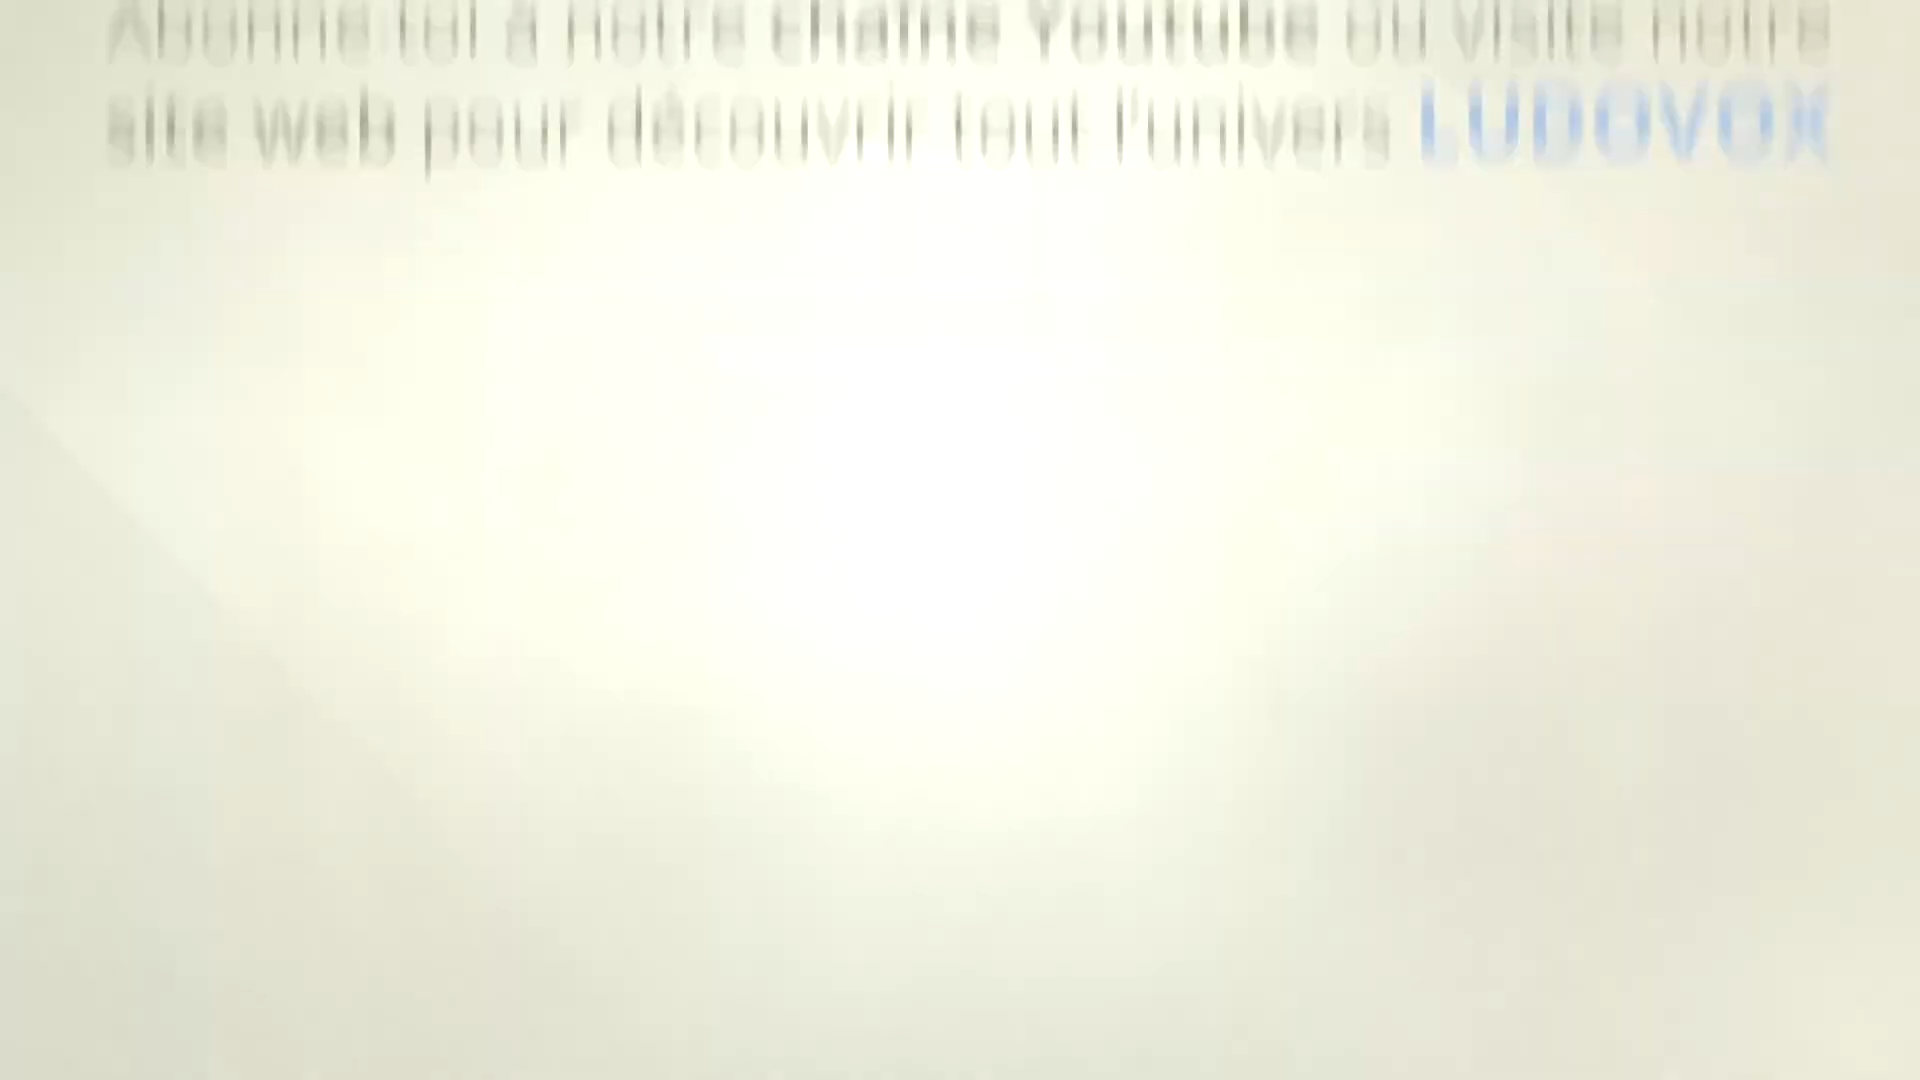 Abonne toi à notre chaîne Youtube ou visite notre
site web pour découvrir tout l'univers LUDOVOX